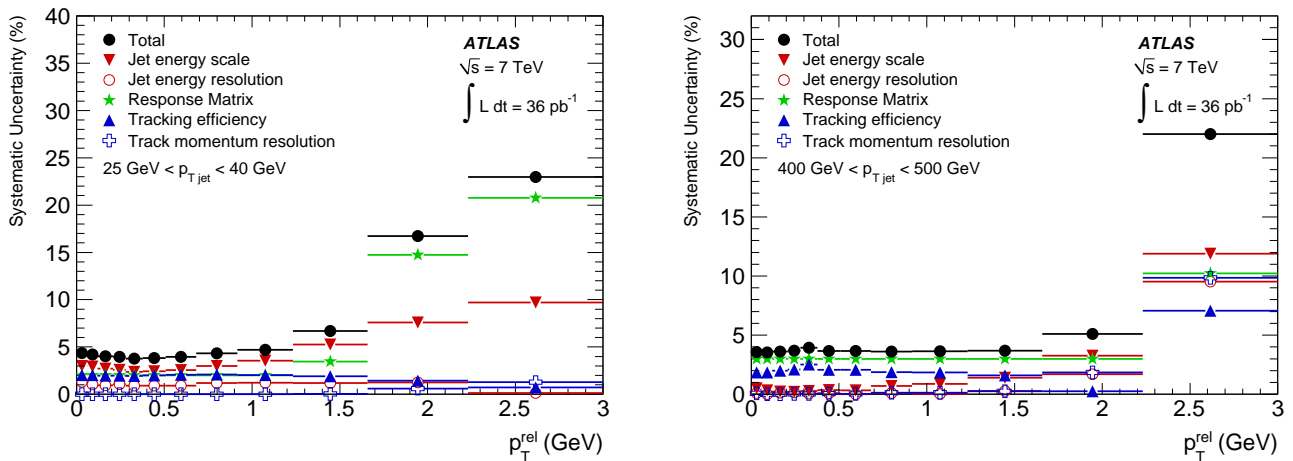 Systematic Uncertainty (%)
40
35
30
25
20
15
10
5
0
Total
Jet energy scale
Jet energy resolution
Response Matrix
Tracking efficiency
Track momentum resolution
25 GeV < p_T jet < 40 GeV
ATLAS
√s = 7 TeV
∫ L dt = 36 pb⁻¹
0 0.5 1 1.5 2 2.5 3
p_T^rel (GeV)
Systematic Uncertainty (%)
30
25
20
15
10
5
0
Total
Jet energy scale
Jet energy resolution
Response Matrix
Tracking efficiency
Track momentum resolution
400 GeV < p_T jet < 500 GeV
ATLAS
√s = 7 TeV
∫ L dt = 36 pb⁻¹
0 0.5 1 1.5 2 2.5 3
p_T^rel (GeV)